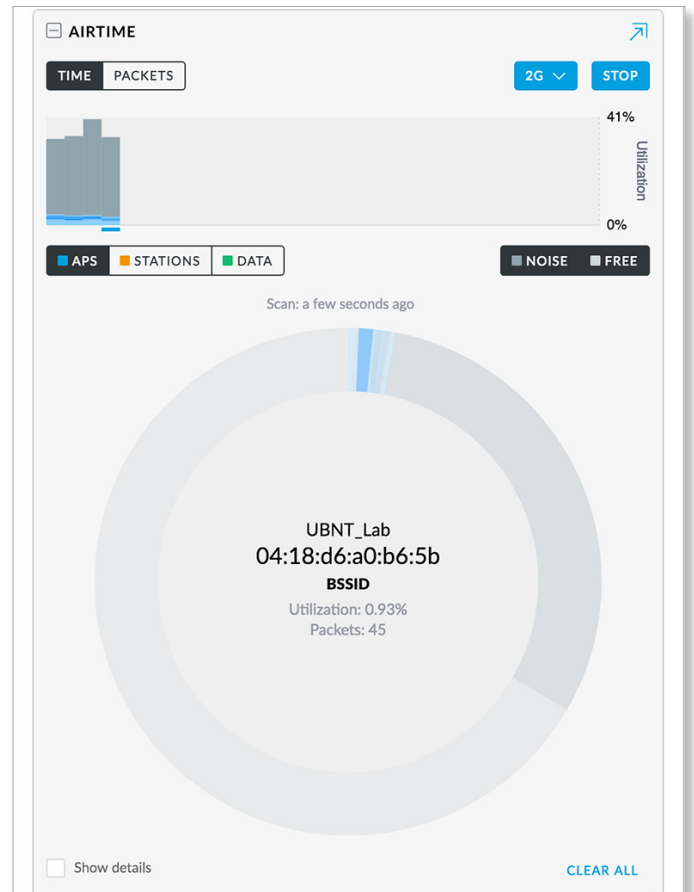 AIRTIME
TIME PACKETS 2G STOP
41%
Utilization
0%
APS STATIONS DATA NOISE FREE
Scan: a few seconds ago
UBNT_Lab
04:18:d6:a0:b6:5b
BSSID
Utilization: 0.93%
Packets: 45
Show details CLEAR ALL